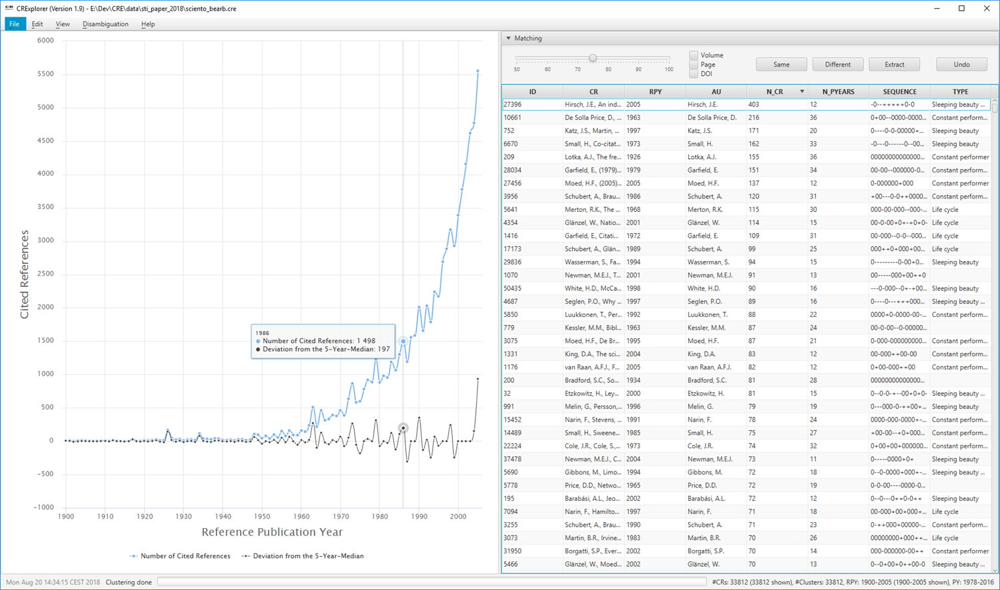 CRExplorer (Version 1.9) - E:\Dev\CRE\data\sti_paper_2018\sciento_bearb.cre
File Edit View Disambiguation Help
6000
5500
5000
4500
4000
3500
3000
2500
2000
1500
1000
500
0
-500
-1000
Cited References
1986
Number of Cited References: 1 498
Deviation from the 5-Year-Median: 197
1900 1910 1920 1930 1940 1950 1960 1970 1980 1990 2000
Reference Publication Year
Number of Cited References Deviation from the 5-Year-Median
Matching
50 60 70 80 90 100
Volume
Page
DOI
Same Different Extract Undo
ID CR RPY AU N_CR N_PYEARS SEQUENCE TYPE
27396 Hirsch, J.E., An ind... 2005 Hirsch, J.E. 403 12 -0--+++++0-0 Sleeping beauty ...
10661 De Solla Price, D., ... 1963 De Solla Price, D. 216 36 0+00--0000-0000... Constant perform...
752 Katz, J.S., Martin, ... 1997 Katz, J.S. 171 20 0----0-0-00000+... Sleeping beauty
6670 Small, H., Co-citat... 1973 Small, H. 162 33 -0---0------0--00... Sleeping beauty
209 Lotka, A.J., The fre... 1926 Lotka, A.J. 155 36 00000000000000... Constant performer
28034 Garfield, E., (1979)... 1979 Garfield, E. 151 34 00-00--000000-0... Constant perform...
27456 Moed, H.F., (2005)... 2005 Moed, H.F. 137 12 0-000000+000 Constant performer
3956 Schubert, A., Brau... 1986 Schubert, A. 120 31 +00---0-0++0000... Constant perform...
5641 Merton, R.K., The ... 1968 Merton, R.K. 115 30 000-00-000--000-... Life cycle
4354 Glänzel, W., Natio... 2001 Glänzel, W. 114 15 00-0-00+0+-+0+0- Life cycle
1416 Garfield, E., Citati... 1972 Garfield, E. 109 31 00-000--0-0--000... Life cycle
17173 Schubert, A., Glän... 1989 Schubert, A. 99 25 000++0+000+00... Life cycle
29836 Wasserman, S., Fa... 1994 Wasserman, S. 94 15 0---------0-00+0... Sleeping beauty
1070 Newman, M.E.J., T... 2001 Newman, M.E.J. 91 13 00-----000+00++0
50435 White, H.D., McCa... 1998 White, H.D. 90 16 ---0-000--0+-+00... Sleeping beauty
4687 Seglen, P.O., Why ... 1997 Seglen, P.O. 89 16 0----0---+++000... Sleeping beauty
5850 Luukkonen, T., Per... 1992 Luukkonen, T. 88 22 0000+0-0000-00-... Constant perform...
779 Kessler, M.M., Bibl... 1963 Kessler, M.M. 87 24 00-0-00--0-00000...
3075 Moed, H.F., De Br... 1995 Moed, H.F. 87 21 0-000-000000000... Constant perform...
1331 King, D.A., The sci... 2004 King, D.A. 83 12 00-000++00-00 Constant perform...
1176 van Raan, A.F.J., F... 2005 van Raan, A.F.J. 82 12 0+00-000++00 Constant perform...
200 Bradford, S.C., So... 1934 Bradford, S.C. 81 28 00000000000000...
32 Etzkowitz, H., Ley... 2000 Etzkowitz, H. 81 15 0--0-0-+--00+0+0- Sleeping beauty ...
991 Melin, G., Persson,... 1996 Melin, G. 79 19 0---000-0-++00+... Sleeping beauty
15452 Narin, F., Stevens, ... 1991 Narin, F. 78 24 0000-000-0000+-... Constant perform...
14489 Small, H., Sweene... 1985 Small, H. 75 27 +00-00--+0+000... Constant perform...
22224 Cole, J.R., Cole, S.,... 1973 Cole, J.R. 74 32 0+00+00+000000... Constant perform...
37478 Newman, M.E.J., C... 2004 Newman, M.E.J. 73 11 0-----0000+0+ Sleeping beauty
5690 Gibbons, M., Limo... 1994 Gibbons, M. 72 18 0--0-0000+000+-... Sleeping beauty ...
5778 Price, D.D., Netwo... 1965 Price, D.D. 72 19 0-0-00----0000-0...
195 Barabási, A.L., Jeo... 2002 Barabási, A.L. 72 12 0--0---0++0-0++ Sleeping beauty
7094 Narin, F., Hamilto... 1997 Narin, F. 71 18 00-000+00+000+... Life cycle
3255 Schubert, A., Brau... 1990 Schubert, A. 71 23 0-++000+00000-... Constant perform...
3073 Martin, B.R., Irvine... 1983 Martin, B.R. 70 26 00000000+000++... Life cycle
31950 Borgatti, S.P., Ever... 2002 Borgatti, S.P. 70 14 000-000000-00++ Constant performer
5466 Glänzel, W., Moed... 2002 Glänzel, W. 70 13 0--0+00+0++00-0 Sleeping beauty ...
Mon Aug 20 14:34:15 CEST 2018 Clustering done #CRs: 33812 (33812 shown), #Clusters: 33812, RPY: 1900-2005 (1900-2005 shown), PY: 1978-2016